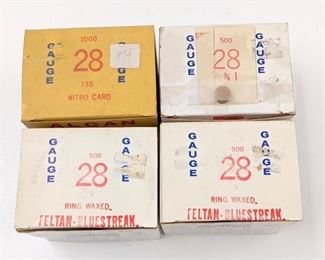 1000
GAUGE 28 GAUGE
135
NITRO CARD
ALCAN
500
GAUGE 28 GAUGE
GAUGE 500 GAUGE
28
RING WAXED
FELTAN-BLUESTREAK
GAUGE 500 GAUGE
28
RING WAXED
FELTAN-BLUESTREAK